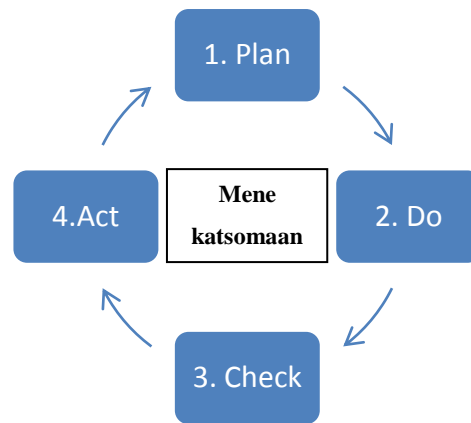 1. Plan
4.Act
Mene
katsomaan
2. Do
3. Check